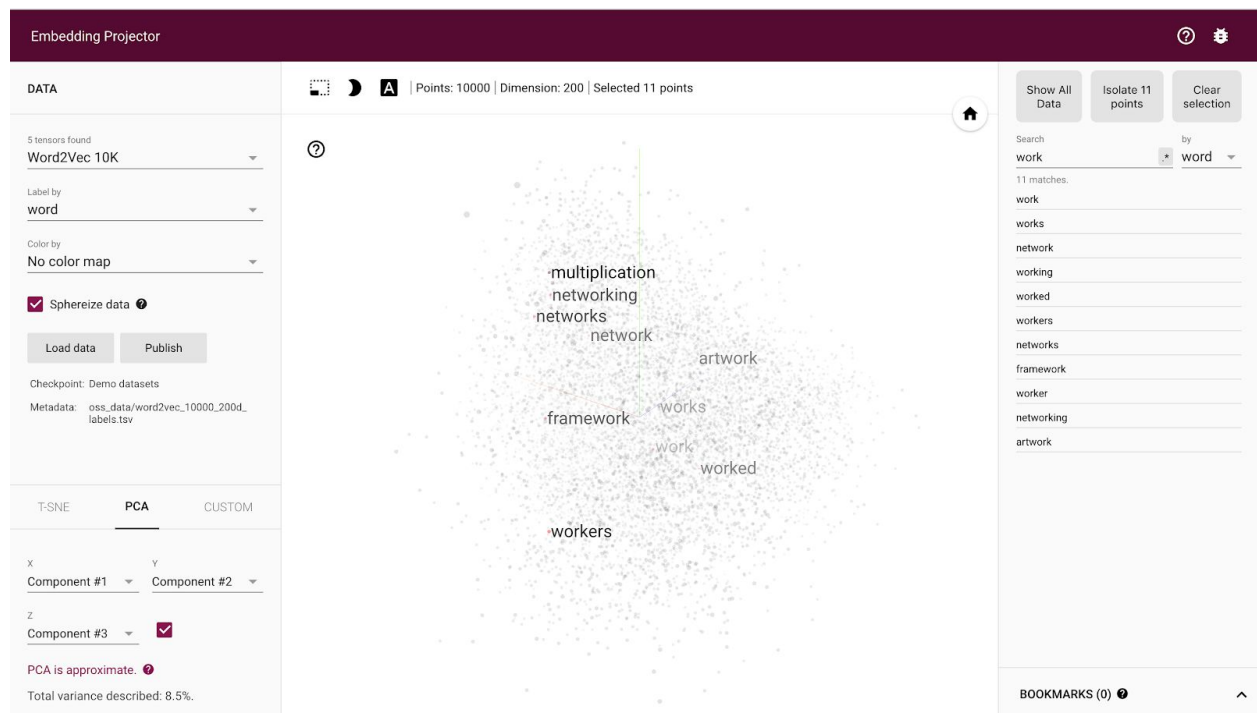 Embedding Projector
DATA
5 tensors found
Word2Vec 10K
Label by
word
Color by
No color map
Sphereize data
Load data Publish
Checkpoint: Demo datasets
Metadata: oss_data/word2vec_10000_200d_
labels.tsv
T-SNE PCA CUSTOM
X Y
Component #1 Component #2
Z
Component #3
PCA is approximate.
Total variance described: 8.5%.
A | Points: 10000 | Dimension: 200 | Selected 11 points
multiplication
networking
networks
network
artwork
works
framework
work
worked
workers
Show All
Data
Isolate 11
points
Clear
selection
Search by
work .* word
11 matches.
work
works
network
working
worked
workers
networks
framework
worker
networking
artwork
BOOKMARKS (0)